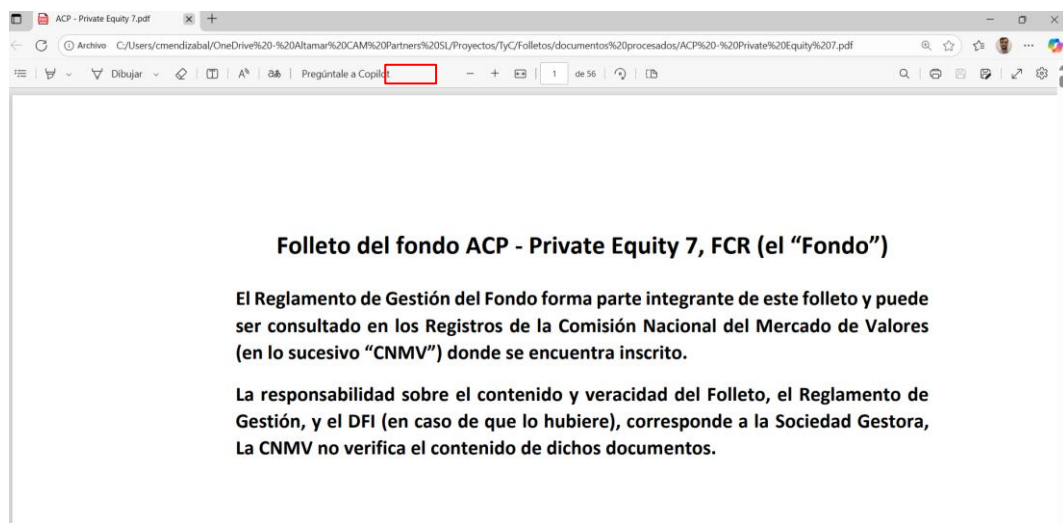 ACP - Private Equity 7.pdf
Archivo C:/Users/cmendizabal/OneDrive%20-%20Altamar%20CAM%20Partners%20SL/Proyectos/TyC/Folletos/documentos%20procesados/ACP%20-%20Private%20Equity%207.pdf
Dibujar Pregúntale a Copilot 1 de 56
Folleto del fondo ACP - Private Equity 7, FCR (el “Fondo”)
El Reglamento de Gestión del Fondo forma parte integrante de este folleto y puede
ser consultado en los Registros de la Comisión Nacional del Mercado de Valores
(en lo sucesivo “CNMV”) donde se encuentra inscrito.
La responsabilidad sobre el contenido y veracidad del Folleto, el Reglamento de
Gestión, y el DFI (en caso de que lo hubiere), corresponde a la Sociedad Gestora,
La CNMV no verifica el contenido de dichos documentos.